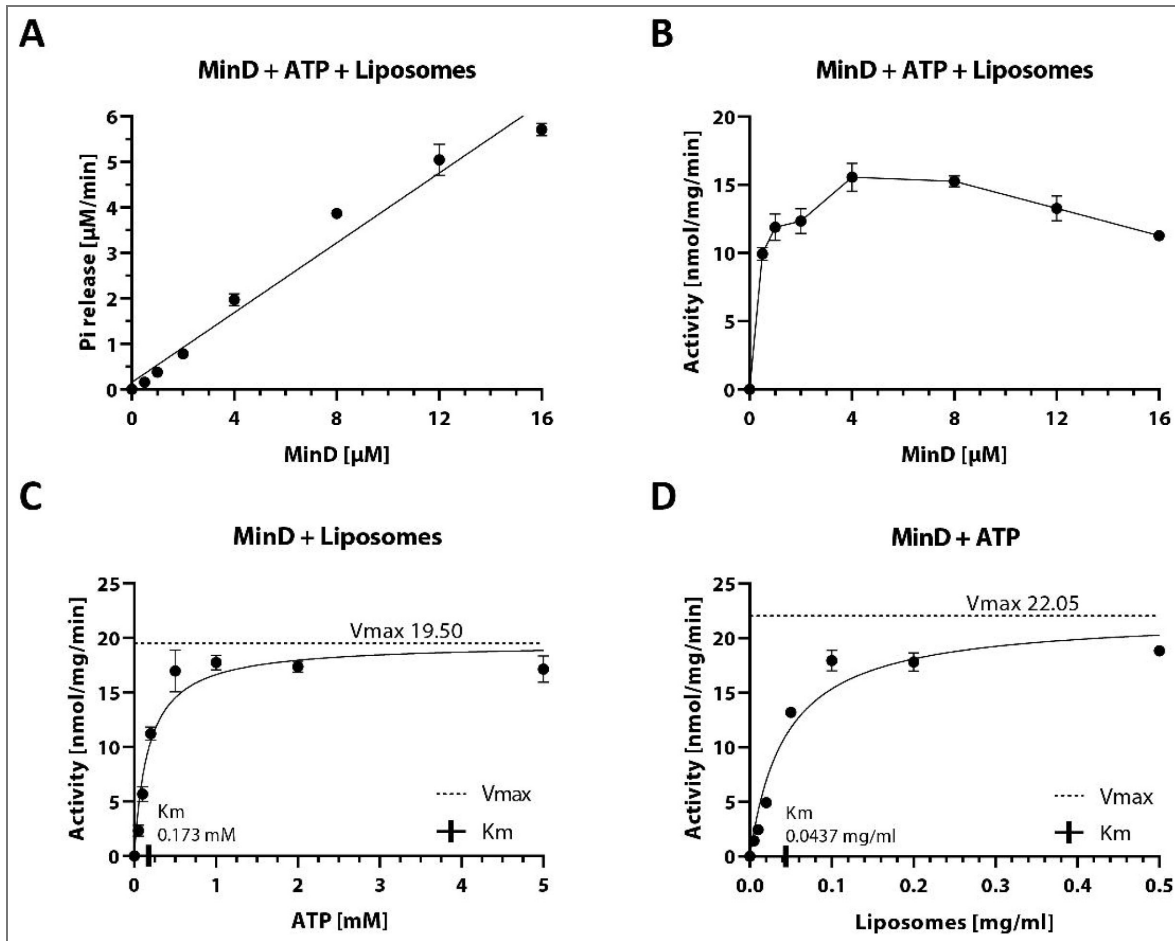 A
MinD + ATP + Liposomes
Pi release [µM/min]
6
5
4
3
2
1
0
0 4 8 12 16
MinD [µM]
B
MinD + ATP + Liposomes
Activity [nmol/mg/min]
20
15
10
5
0
0 4 8 12 16
MinD [µM]
C
MinD + Liposomes
Activity [nmol/mg/min]
25
20
15
10
5
0
Vmax 19.50
Km
0.173 mM
Vmax
Km
0 1 2 3 4 5
ATP [mM]
D
MinD + ATP
Activity [nmol/mg/min]
25
20
15
10
5
0
Vmax 22.05
Km
0.0437 mg/ml
Vmax
Km
0.0 0.1 0.2 0.3 0.4 0.5
Liposomes [mg/ml]